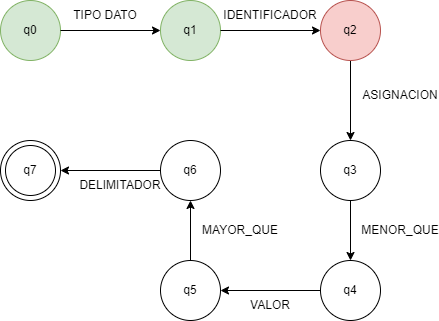 TIPO DATO
IDENTIFICADOR
q0
q1
q2
ASIGNACION
q7
q6
q3
DELIMITADOR
MAYOR_QUE
MENOR_QUE
q5
q4
VALOR